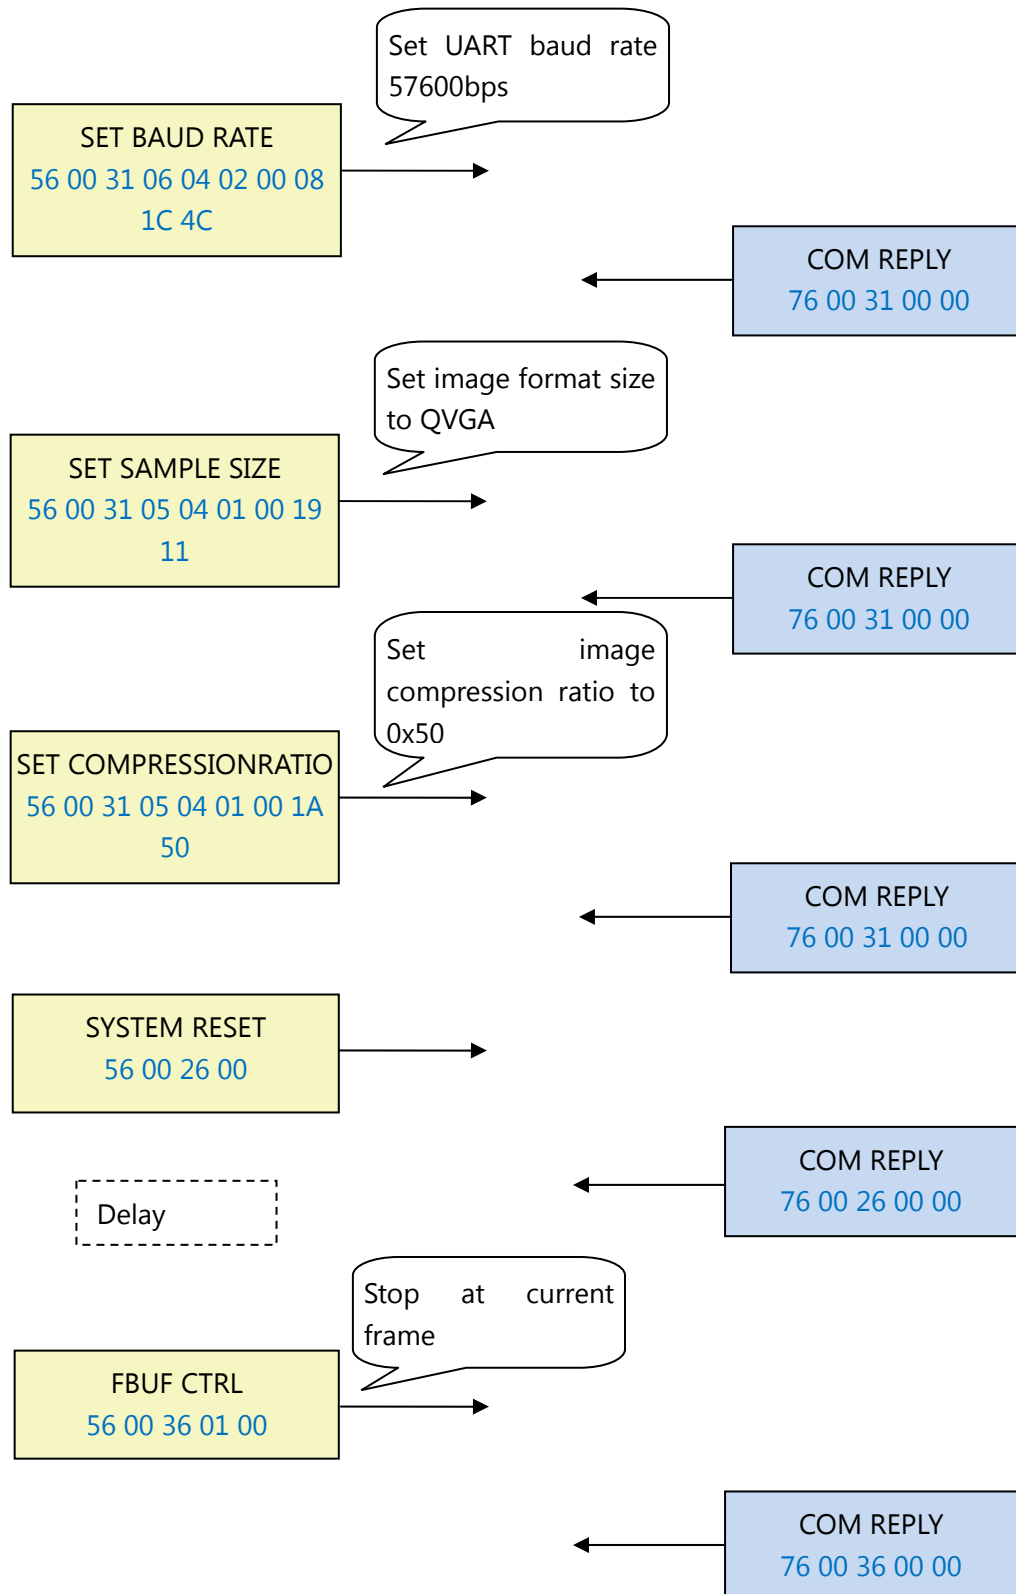 Set UART baud rate
57600bps
SET BAUD RATE
56 00 31 06 04 02 00 08
1C 4C
COM REPLY
76 00 31 00 00
Set image format size
to QVGA
SET SAMPLE SIZE
56 00 31 05 04 01 00 19
11
COM REPLY
76 00 31 00 00
Set image
compression ratio to
0x50
SET COMPRESSIONRATIO
56 00 31 05 04 01 00 1A
50
COM REPLY
76 00 31 00 00
SYSTEM RESET
56 00 26 00
COM REPLY
76 00 26 00 00
Delay
Stop at current
frame
FBUF CTRL
56 00 36 01 00
COM REPLY
76 00 36 00 00